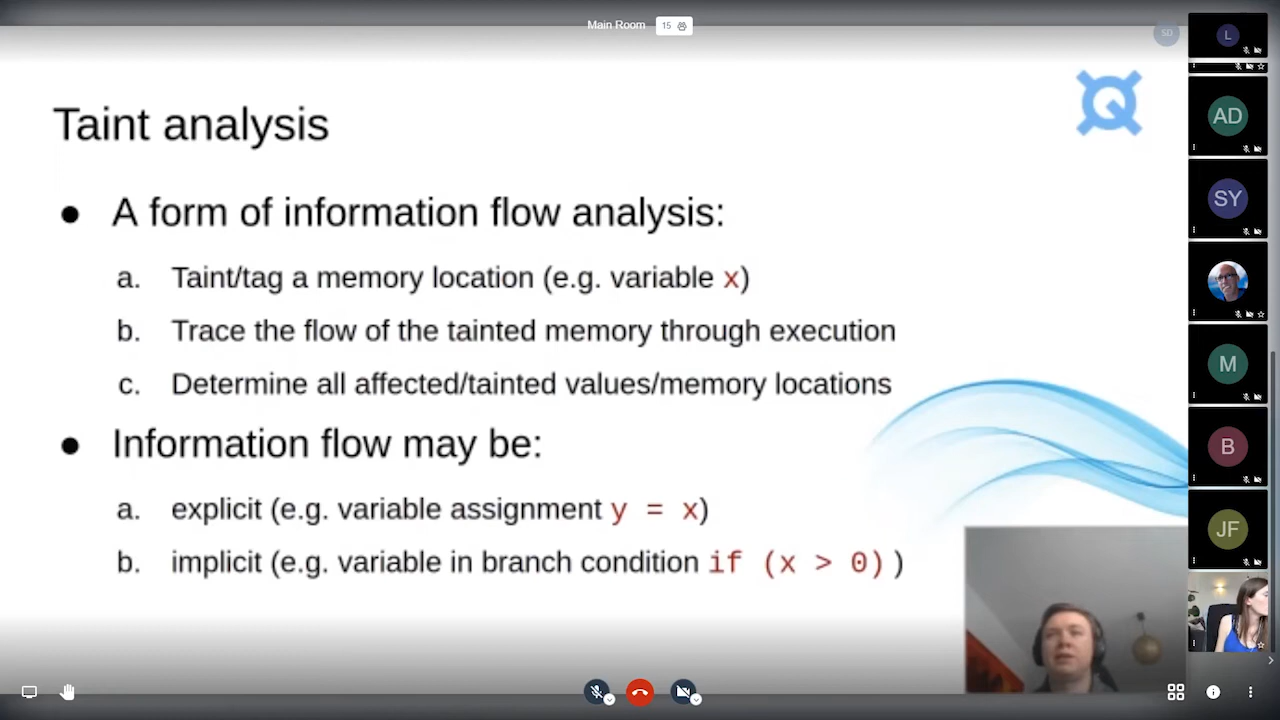 Main Room 15
SD
L
Taint analysis
AD
● A form of information flow analysis:
SY
a. Taint/tag a memory location (e.g. variable x)
b. Trace the flow of the tainted memory through execution
c. Determine all affected/tainted values/memory locations
M
● Information flow may be:
B
a. explicit (e.g. variable assignment y = x)
JF
b. implicit (e.g. variable in branch condition if (x > 0))